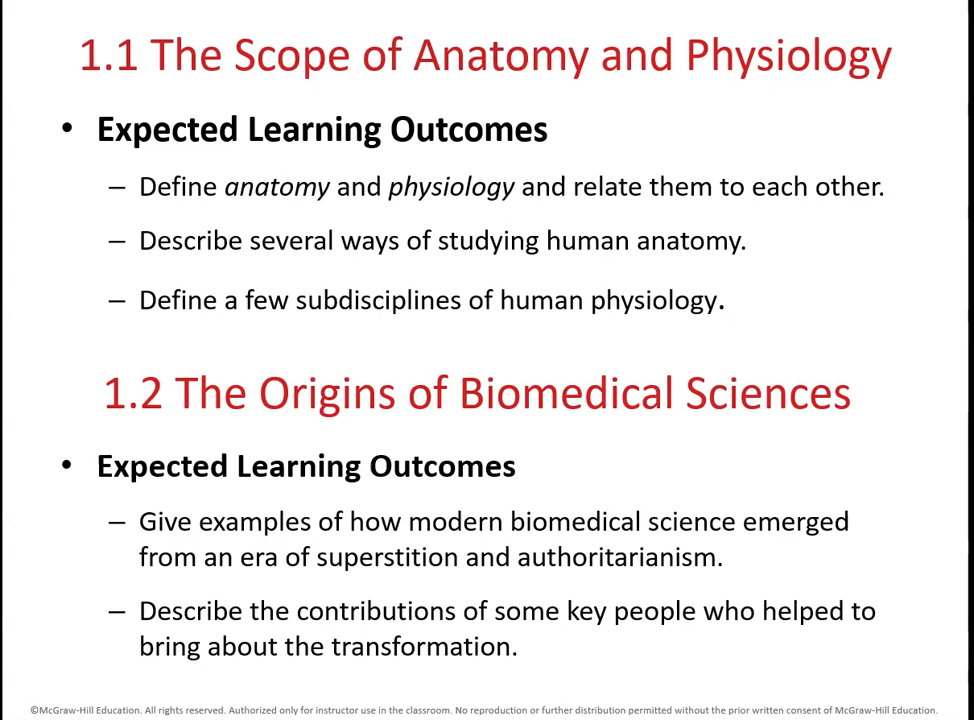 1.1 The Scope of Anatomy and Physiology
• Expected Learning Outcomes
– Define anatomy and physiology and relate them to each other.
– Describe several ways of studying human anatomy.
– Define a few subdisciplines of human physiology.
1.2 The Origins of Biomedical Sciences
• Expected Learning Outcomes
– Give examples of how modern biomedical science emerged
from an era of superstition and authoritarianism.
– Describe the contributions of some key people who helped to
bring about the transformation.
©McGraw-Hill Education. All rights reserved. Authorized only for instructor use in the classroom. No reproduction or further distribution permitted without the prior written consent of McGraw-Hill Education.